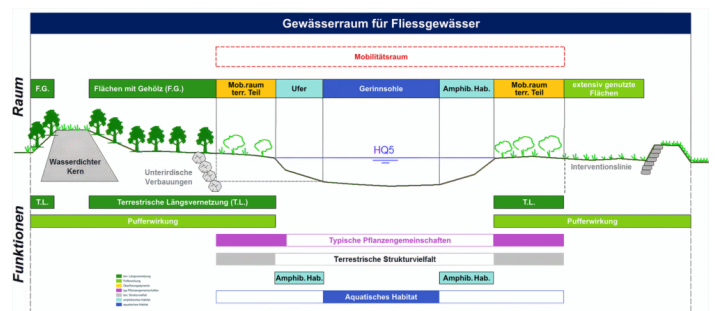 Gewässerraum für Fliessgewässer
Mobilitätsraum
Raum
F.G.
Flächen mit Gehölz (F.G.)
Mob.raum
terr. Teil
Ufer
Gerinnsohle
Amphib. Hab.
Mob.raum
terr. Teil
extensiv genutzte
Flächen
HQ5
Wasserdichter
Kern
Unterirdische
Verbauungen
Interventionslinie
Funktionen
T.L.
Terrestrische Längsvernetzung (T.L.)
T.L.
Pufferwirkung
Pufferwirkung
Typische Pflanzengemeinschaften
Terrestrische Strukturvielfalt
Amphib. Hab.
Amphib. Hab.
Aquatisches Habitat